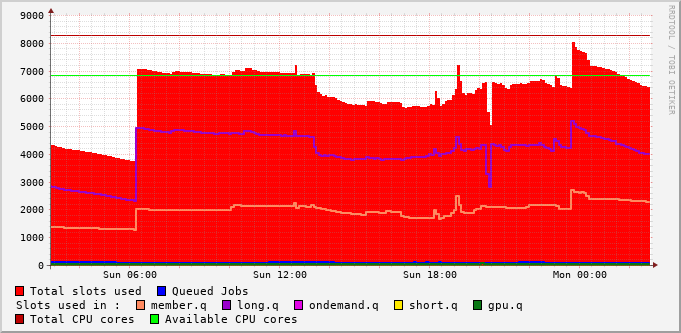 9000
8000
7000
6000
5000
4000
3000
2000
1000
0
Sun 06:00 Sun 12:00 Sun 18:00 Mon 00:00
Total slots used Queued Jobs
Slots used in : member.q long.q ondemand.q short.q gpu.q
Total CPU cores Available CPU cores
RRDTOOL / TOBI OETIKER